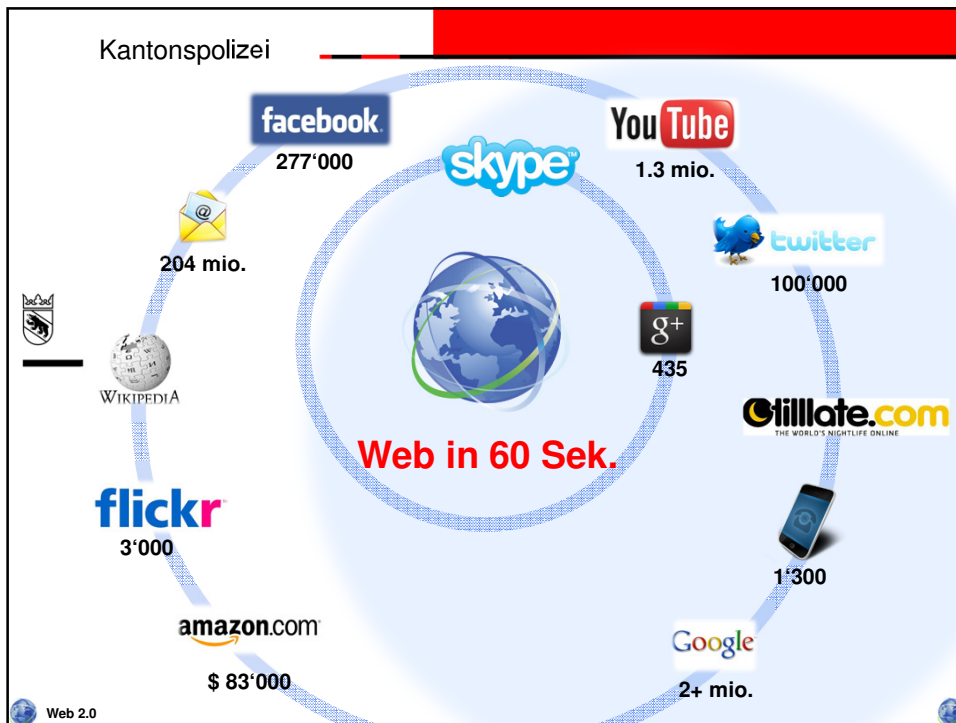 Kantonspolizei
facebook.
277‘000
skype™
YouTube
1.3 mio.
@
204 mio.
twitter
100‘000
g+
435
WIKIPEDIA
tilllate.com
THE WORLD'S NIGHTLIFE ONLINE
Web in 60 Sek.
flickr
3‘000
1‘300
amazon.com
$ 83‘000
Google
2+ mio.
Web 2.0